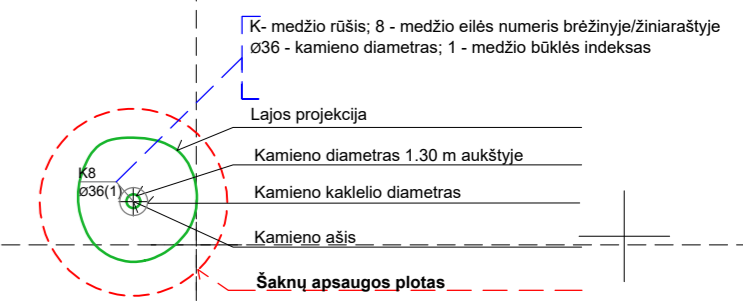 K- medžio rūšis; 8 - medžio eilės numeris brėžinyje/žiniaraštyje
Ø36 - kamieno diametras; 1 - medžio būklės indeksas
Lajos projekcija
Kamieno diametras 1.30 m aukštyje
K8
Ø36(1)
Kamieno kaklelio diametras
Kamieno ašis
Šaknų apsaugos plotas